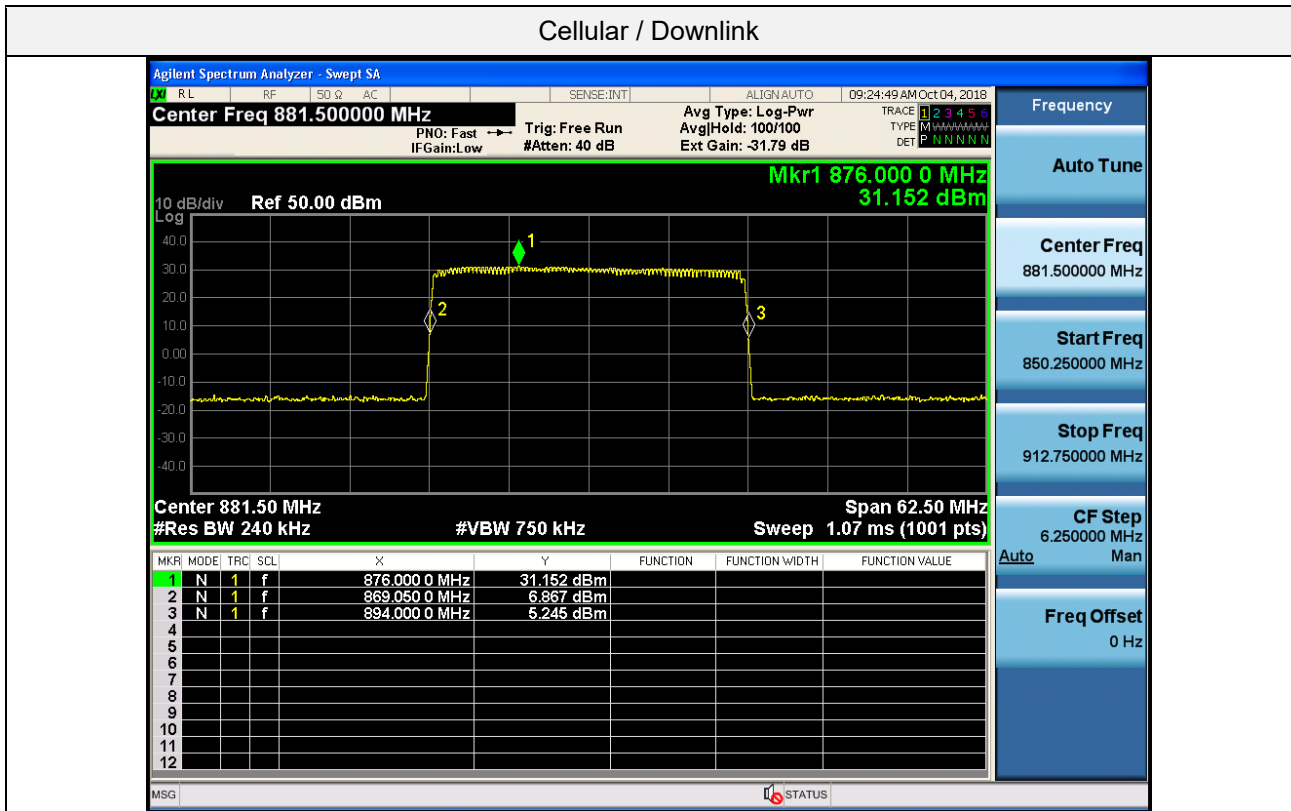 Cellular / Downlink
Agilent Spectrum Analyzer - Swept SA
LXI RL RF 50 Ω AC SENSE:INT ALIGN AUTO 09:24:49 AM Oct 04, 2018
Center Freq 881.500000 MHz
PNO: Fast
IFGain:Low
Trig: Free Run
#Atten: 40 dB
Avg Type: Log-Pwr
Avg|Hold: 100/100
Ext Gain: -31.79 dB
TRACE 1 2 3 4 5 6
TYPE M
DET P N N N N N
Mkr1 876.000 0 MHz
31.152 dBm
10 dB/div Ref 50.00 dBm
Log
40.0
30.0
20.0
10.0
0.00
-10.0
-20.0
-30.0
-40.0
1
2
3
Center 881.50 MHz Span 62.50 MHz
#Res BW 240 kHz #VBW 750 kHz Sweep 1.07 ms (1001 pts)
MKR MODE TRC SCL X Y FUNCTION FUNCTION WIDTH FUNCTION VALUE
1 N 1 f 876.000 0 MHz 31.152 dBm
2 N 1 f 869.050 0 MHz 6.867 dBm
3 N 1 f 894.000 0 MHz 5.245 dBm
4
5
6
7
8
9
10
11
12
MSG STATUS
Frequency
Auto Tune
Center Freq
881.500000 MHz
Start Freq
850.250000 MHz
Stop Freq
912.750000 MHz
CF Step
6.250000 MHz
Auto Man
Freq Offset
0 Hz